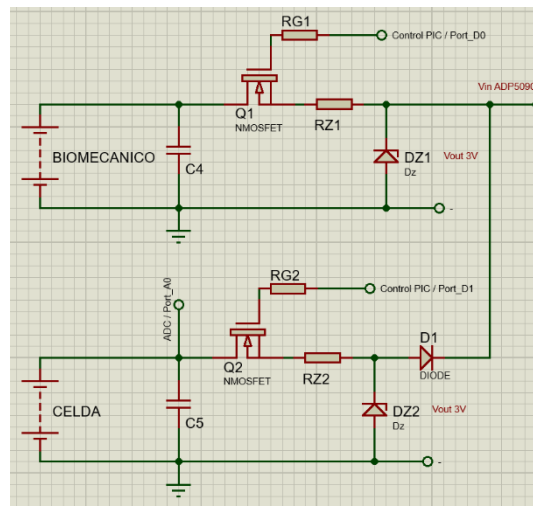 RG1
Control PIC / Port_D0
Vin ADP5090
Q1
NMOSFET
RZ1
BIOMECANICO
C4
DZ1
Dz
Vout 3V
-
ADC / Port_A0
RG2
Control PIC / Port_D1
Q2
NMOSFET
RZ2
D1
DIODE
CELDA
C5
DZ2
Dz
Vout 3V
-